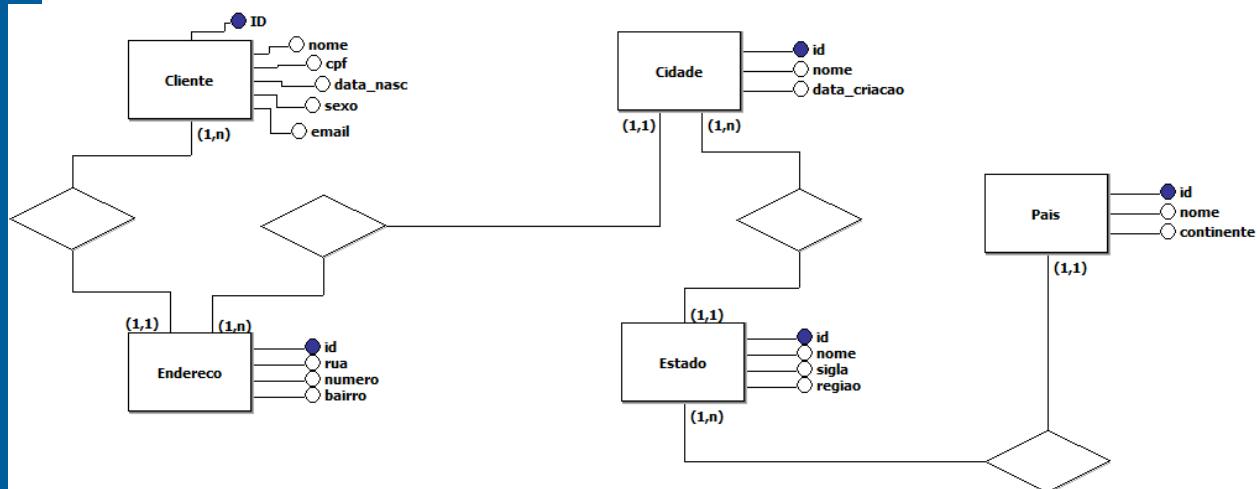 ID
nome
cpf
data_nasc
sexo
email
Cliente
(1,n)
Cidade
id
nome
data_criacao
(1,1)
(1,n)
Pais
id
nome
continente
(1,1)
(1,1)
(1,n)
Endereco
id
rua
numero
bairro
(1,1)
Estado
id
nome
sigla
regiao
(1,n)